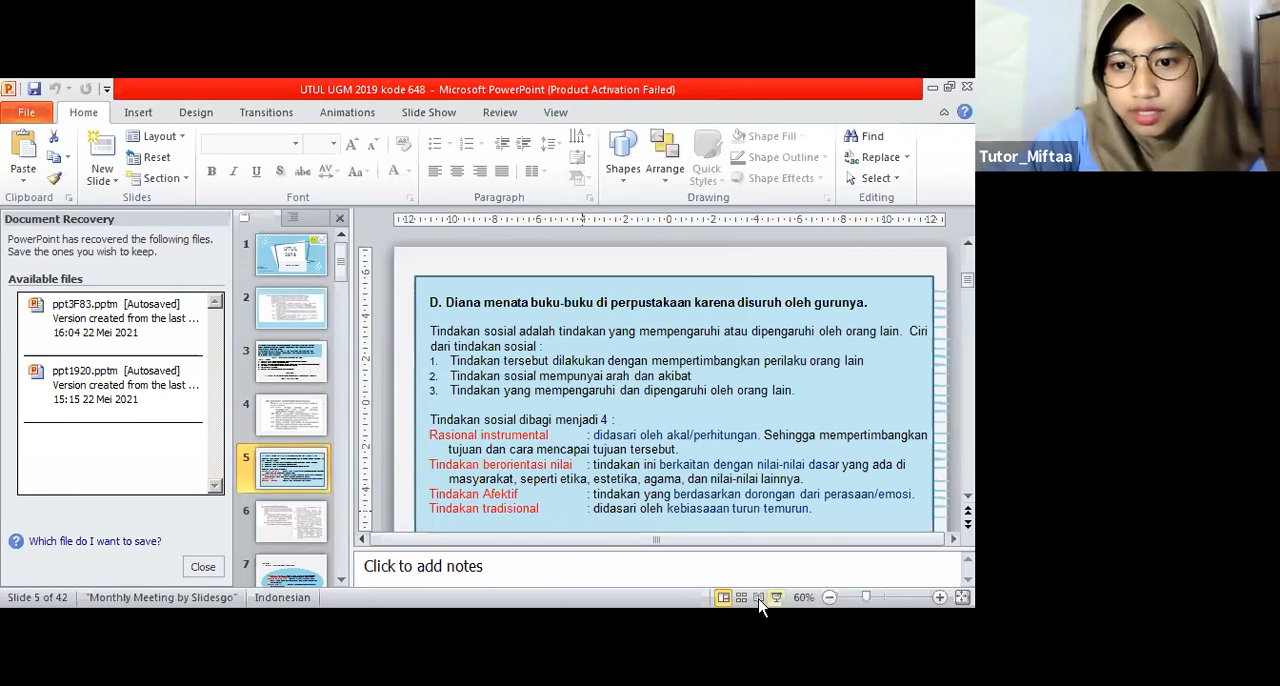 UTUL UGM 2019 kode 648 - Microsoft PowerPoint (Product Activation Failed)
File Home Insert Design Transitions Animations Slide Show Review View
Paste
New Slide
Layout
Reset
Section
Shapes Arrange Quick Styles
Shape Fill
Shape Outline
Shape Effects
Find
Replace
Select
Clipboard Slides Font Paragraph Drawing Editing
Tutor_Miftaa
Document Recovery
PowerPoint has recovered the following files.
Save the ones you wish to keep.
Available files
ppt3F83.pptm [Autosaved]
Version created from the last ...
16:04 22 Mei 2021
ppt1920.pptm [Autosaved]
Version created from the last ...
15:15 22 Mei 2021
Which file do I want to save?
Close
1
UTUL
2019
2
3
4
5
6
7
D. Diana menata buku-buku di perpustakaan karena disuruh oleh gurunya.
Tindakan sosial adalah tindakan yang mempengaruhi atau dipengaruhi oleh orang lain. Ciri
dari tindakan sosial :
1. Tindakan tersebut dilakukan dengan mempertimbangkan perilaku orang lain
2. Tindakan sosial mempunyai arah dan akibat
3. Tindakan yang mempengaruhi dan dipengaruhi oleh orang lain.
Tindakan sosial dibagi menjadi 4 :
Rasional instrumental : didasari oleh akal/perhitungan. Sehingga mempertimbangkan
tujuan dan cara mencapai tujuan tersebut.
Tindakan berorientasi nilai : tindakan ini berkaitan dengan nilai-nilai dasar yang ada di
masyarakat, seperti etika, estetika, agama, dan nilai-nilai lainnya.
Tindakan Afektif : tindakan yang berdasarkan dorongan dari perasaan/emosi.
Tindakan tradisional : didasari oleh kebiasaaan turun temurun.
Click to add notes
Slide 5 of 42 "Monthly Meeting by Slidesgo" Indonesian 60%